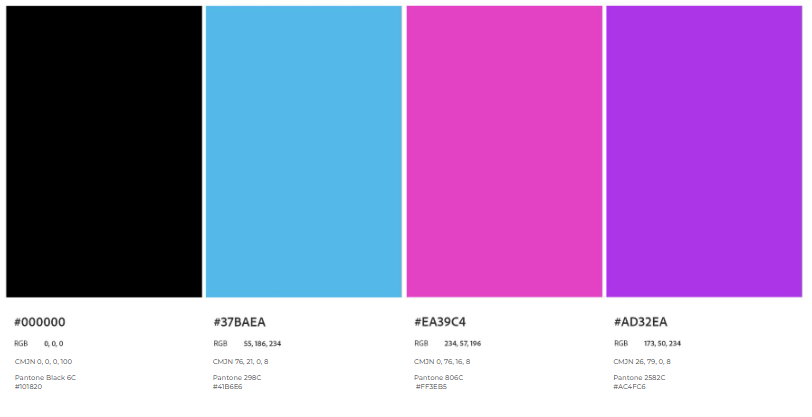 #000000
RGB 0, 0, 0
CMJN 0, 0, 0, 100
Pantone Black 6C
#101820
#37BAEA
RGB 55, 186, 234
CMJN 76, 21, 0, 8
Pantone 298C
#41B6E6
#EA39C4
RGB 234, 57, 196
CMJN 0, 76, 16, 8
Pantone 806C
#FF3EB5
#AD32EA
RGB 173, 50, 234
CMJN 26, 79, 0, 8
Pantone 2582C
#AC4FC6